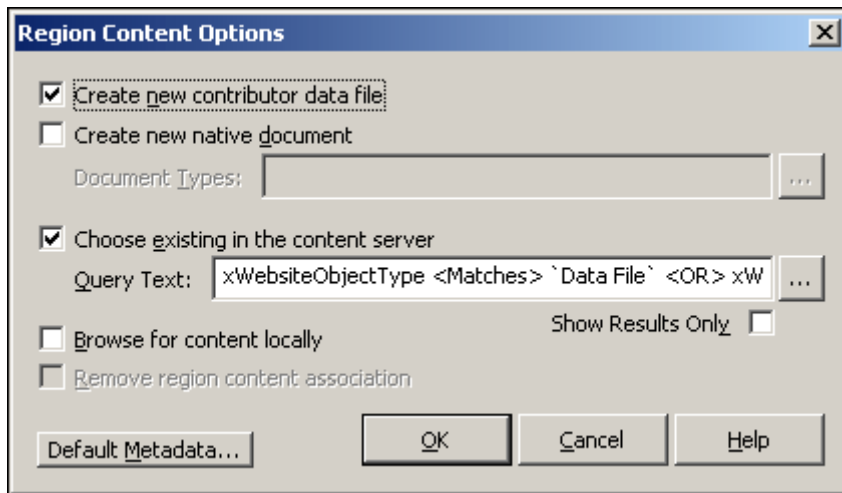 Region Content Options
Create new contributor data file
Create new native document
Document Types:
...
Choose existing in the content server
Query Text: xWebsiteObjectType <Matches> `Data File` <OR> xW ...
Show Results Only
Browse for content locally
Remove region content association
Default Metadata... OK Cancel Help